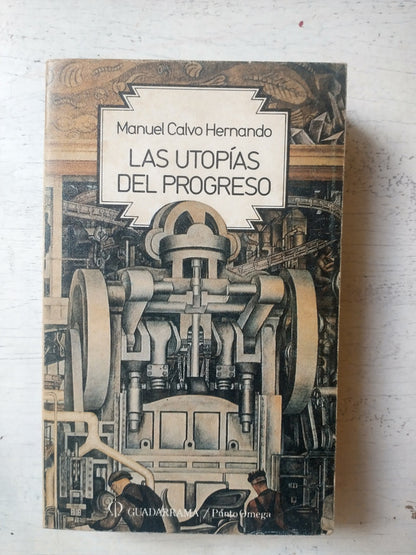 Manuel Calvo Hernando
LAS UTOPÍAS
DEL PROGRESO
GUADARRAMA / Punto Omega